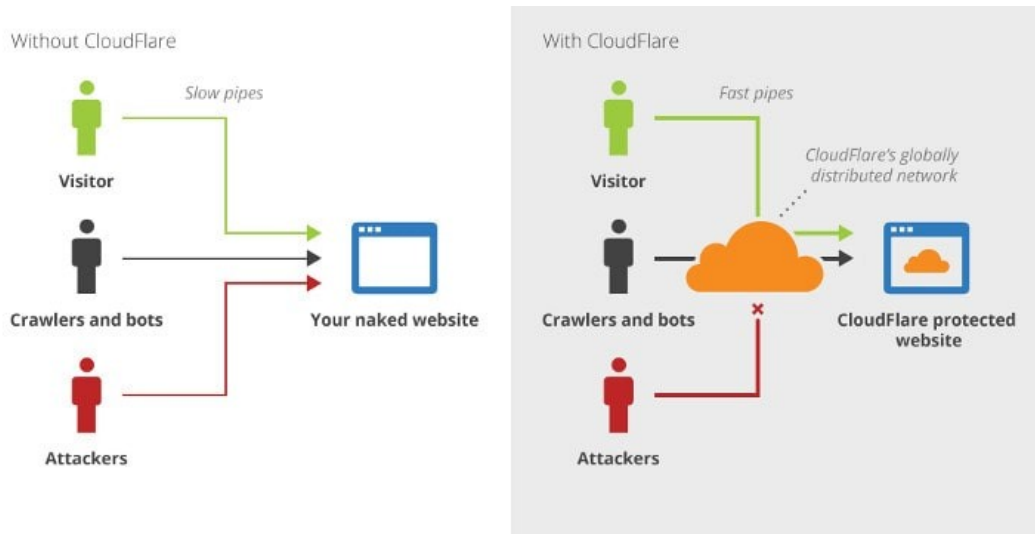 Without CloudFlare
Slow pipes
Visitor
Crawlers and bots
Your naked website
Attackers
With CloudFlare
Fast pipes
CloudFlare's globally
distributed network
Visitor
Crawlers and bots
CloudFlare protected
website
Attackers